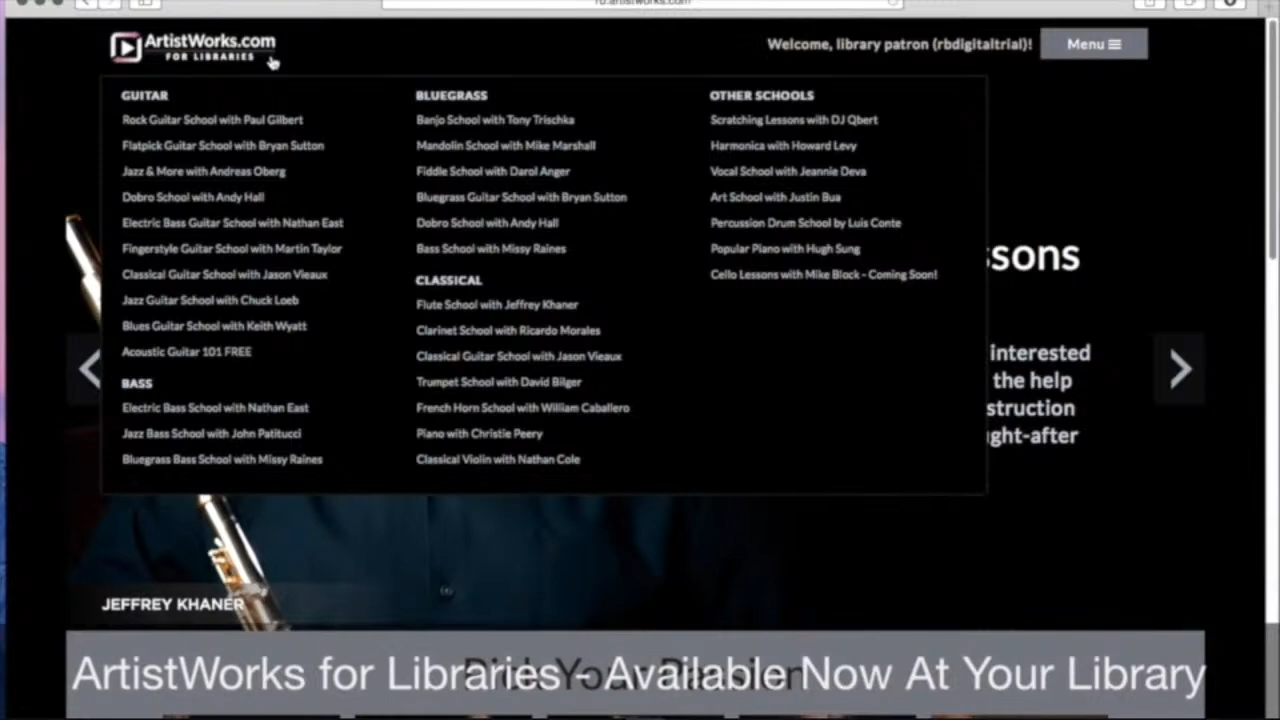 rb.artistworks.com
ArtistWorks.com
FOR LIBRARIES
Welcome, library patron (rbdigitaltrial)!
Menu
GUITAR
Rock Guitar School with Paul Gilbert
Flatpick Guitar School with Bryan Sutton
Jazz & More with Andreas Oberg
Dobro School with Andy Hall
Electric Bass Guitar School with Nathan East
Fingerstyle Guitar School with Martin Taylor
Classical Guitar School with Jason Vieaux
Jazz Guitar School with Chuck Loeb
Blues Guitar School with Keith Wyatt
Acoustic Guitar 101 FREE
BASS
Electric Bass School with Nathan East
Jazz Bass School with John Patitucci
Bluegrass Bass School with Missy Raines
BLUEGRASS
Banjo School with Tony Trischka
Mandolin School with Mike Marshall
Fiddle School with Darol Anger
Bluegrass Guitar School with Bryan Sutton
Dobro School with Andy Hall
Bass School with Missy Raines
CLASSICAL
Flute School with Jeffrey Khaner
Clarinet School with Ricardo Morales
Classical Guitar School with Jason Vieaux
Trumpet School with David Bilger
French Horn School with William Caballero
Piano with Christie Peery
Classical Violin with Nathan Cole
OTHER SCHOOLS
Scratching Lessons with DJ Qbert
Harmonica with Howard Levy
Vocal School with Jeannie Deva
Art School with Justin Bua
Percussion Drum School by Luis Conte
Popular Piano with Hugh Sung
Cello Lessons with Mike Block - Coming Soon!
ssons
interested
the help
struction
ght-after
JEFFREY KHANER
Pick Your Passion
ArtistWorks for Libraries - Available Now At Your Library